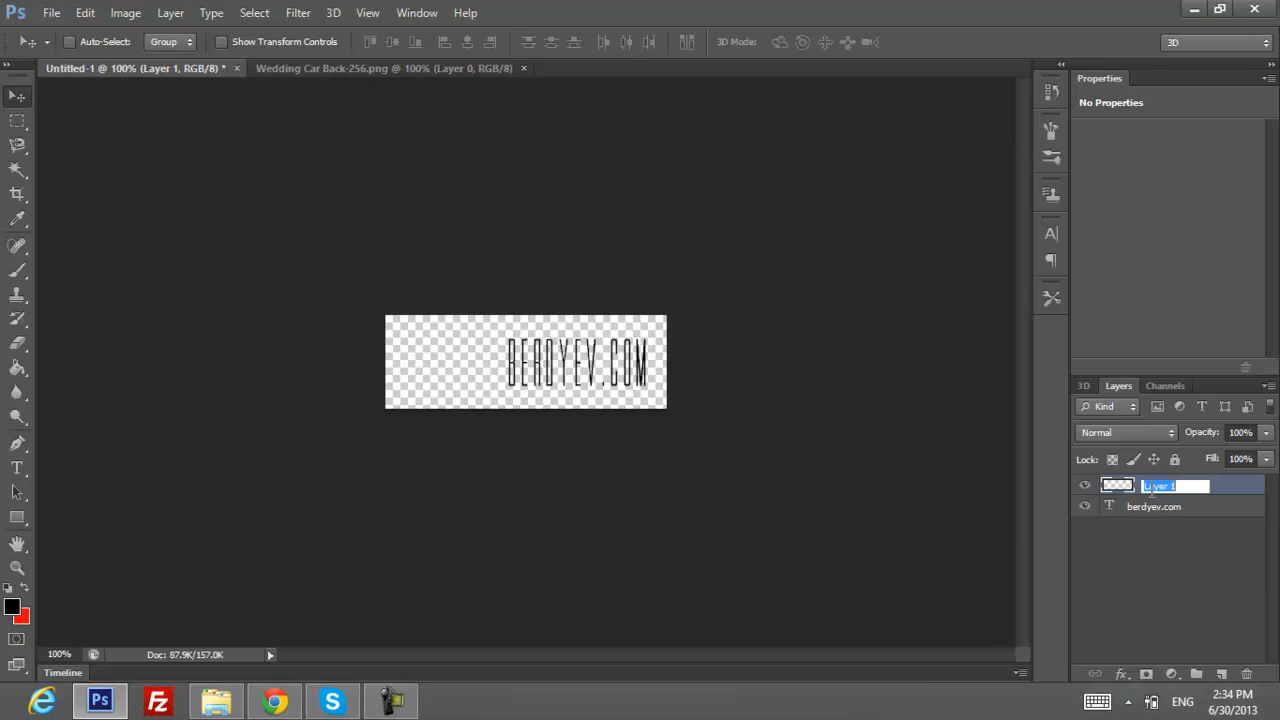 Ps File Edit Image Layer Type Select Filter 3D View Window Help
Auto-Select: Group Show Transform Controls 3D Mode: 3D
Untitled-1 @ 100% (Layer 1, RGB/8) * × Wedding Car Back-256.png @ 100% (Layer 0, RGB/8) ×
Properties
No Properties
BERDYEV.COM
3D Layers Channels
Kind
Normal Opacity: 100%
Lock: Fill: 100%
Layer 1
T berdyev.com
100% Doc: 87.9K/157.0K
Timeline
Ps Fz S ENG 2:34 PM
6/30/2013